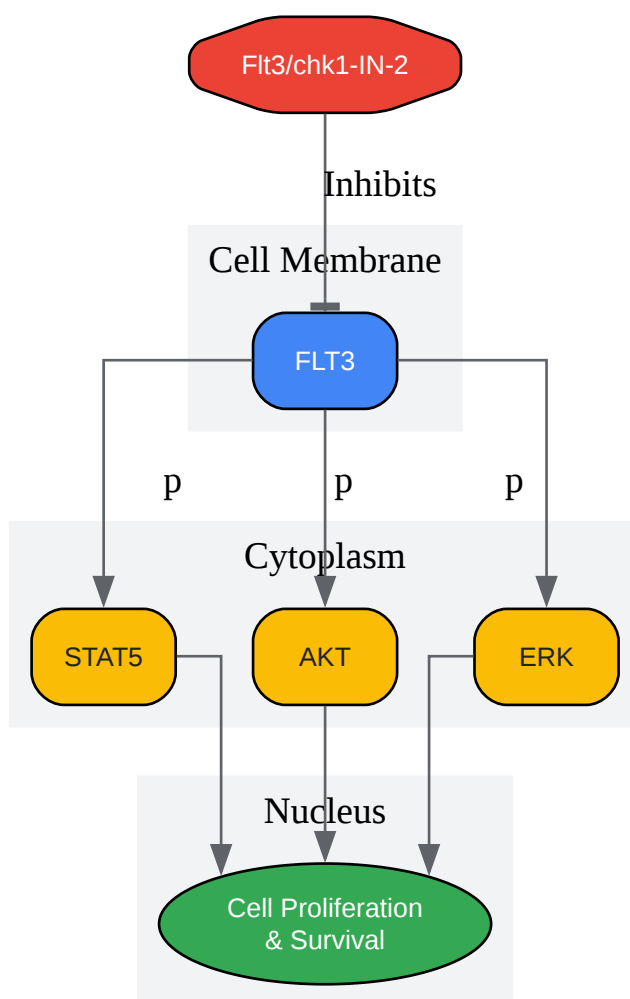 Flt3/chk1-IN-2
Inhibits
Cell Membrane
FLT3
p p p
Cytoplasm
STAT5 AKT ERK
Nucleus
Cell Proliferation
& Survival